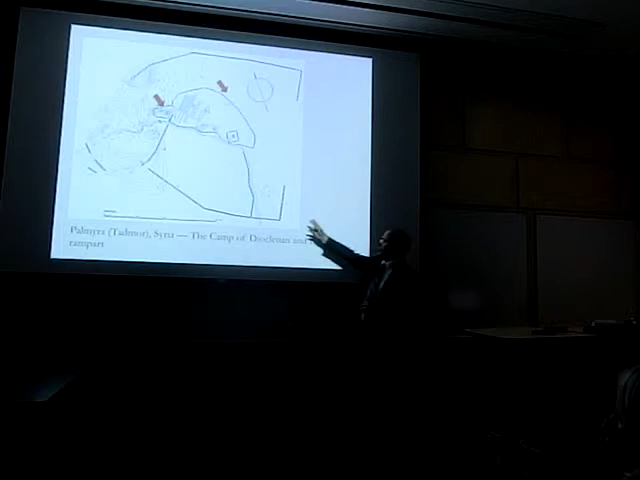 Palmyra (Tadmor), Syria — The Camp of Diocletian and
rampart